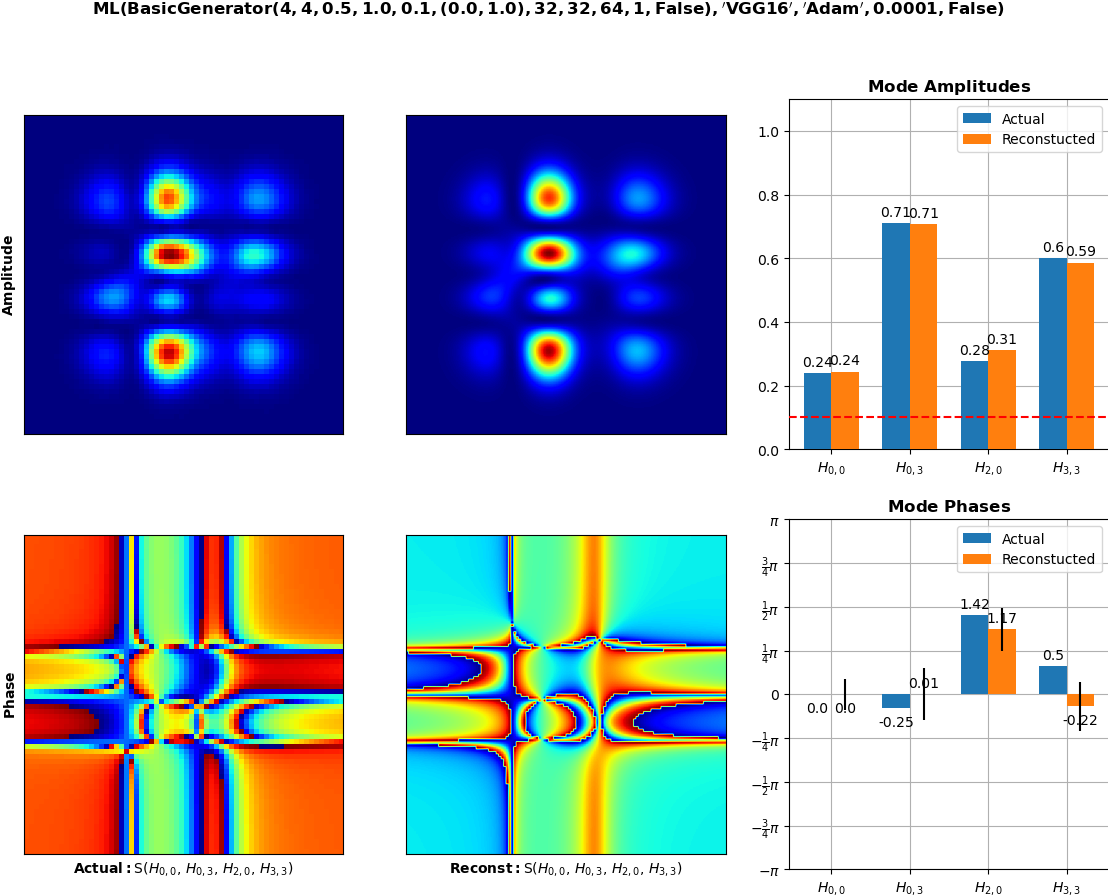 ML(BasicGenerator(4, 4, 0.5, 1.0, 0.1, (0.0, 1.0), 32, 32, 64, 1, False), ′VGG16′, ′Adam′, 0.0001, False)
Amplitude
Mode Amplitudes
Actual
Reconstucted
1.0
0.8
0.6
0.4
0.2
0.0
0.24 0.24
0.71 0.71
0.28 0.31
0.6 0.59
H0,0 H0,3 H2,0 H3,3
Phase
Actual: S(H0,0, H0,3, H2,0, H3,3)
Reconst: S(H0,0, H0,3, H2,0, H3,3)
Mode Phases
Actual
Reconstucted
π
3/4π
1/2π
1/4π
0
−1/4π
−1/2π
−3/4π
−π
0.0 0.0
-0.25 0.01
1.42 1.17
0.5 -0.22
H0,0 H0,3 H2,0 H3,3